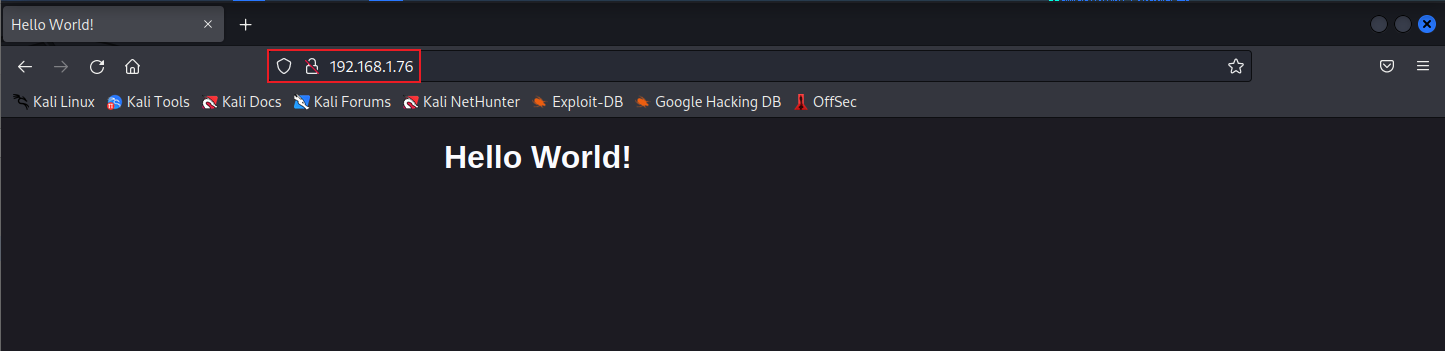 Hello World!
192.168.1.76
Kali Linux Kali Tools Kali Docs Kali Forums Kali NetHunter Exploit-DB Google Hacking DB OffSec
Hello World!